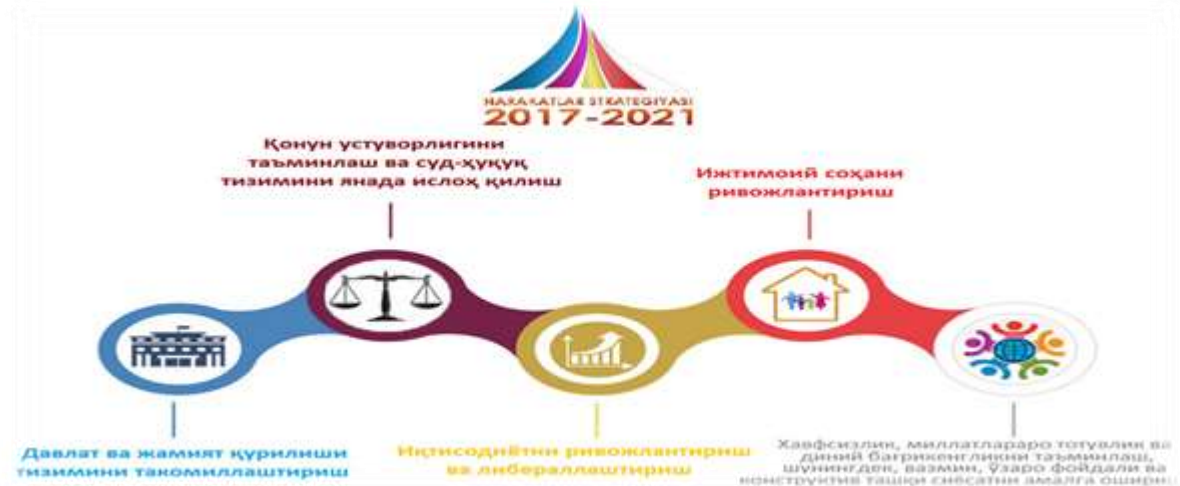 HARAKATLAR STRATEGIYASI
2017-2021
Қонун устуворлигини
таъминлаш ва суд-ҳуқуқ
тизимини янада ислоҳ қилиш
Ижтимоий соҳани
ривожлантириш
Давлат ва жамият қурилиши
тизимини такомиллаштириш
Иқтисодиётни ривожлантириш
ва либераллаштириш
Хавфсизлик, миллатлараро тотувлик ва
диний бағрикенгликни таъминлаш,
шунингдек, вазмин, ўзаро фойдали ва
конструктив ташқи сиёсатни амалга ошириш